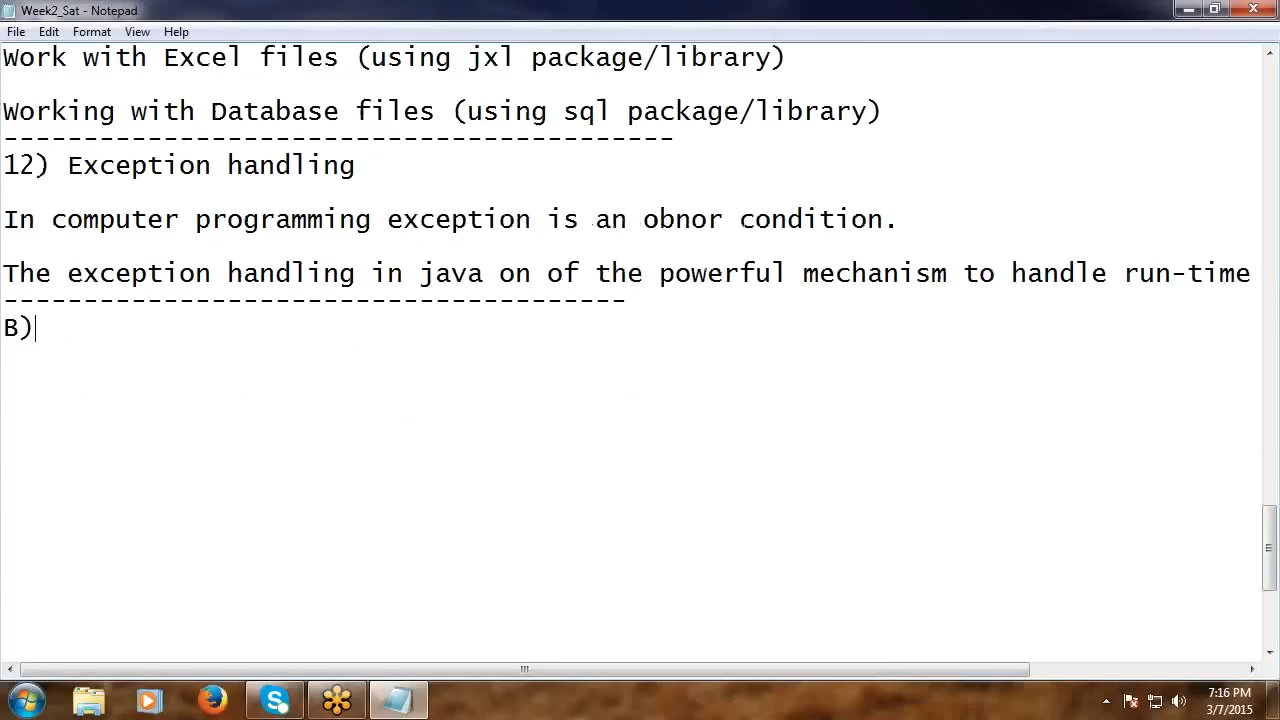 Week2_Sat - Notepad
File Edit Format View Help
Work with Excel files (using jxl package/library)
Working with Database files (using sql package/library)
------------------------------------------
12) Exception handling
In computer programming exception is an obnor condition.
The exception handling in java on of the powerful mechanism to handle run-time
---------------------------------------
B)
7:16 PM
3/7/2015